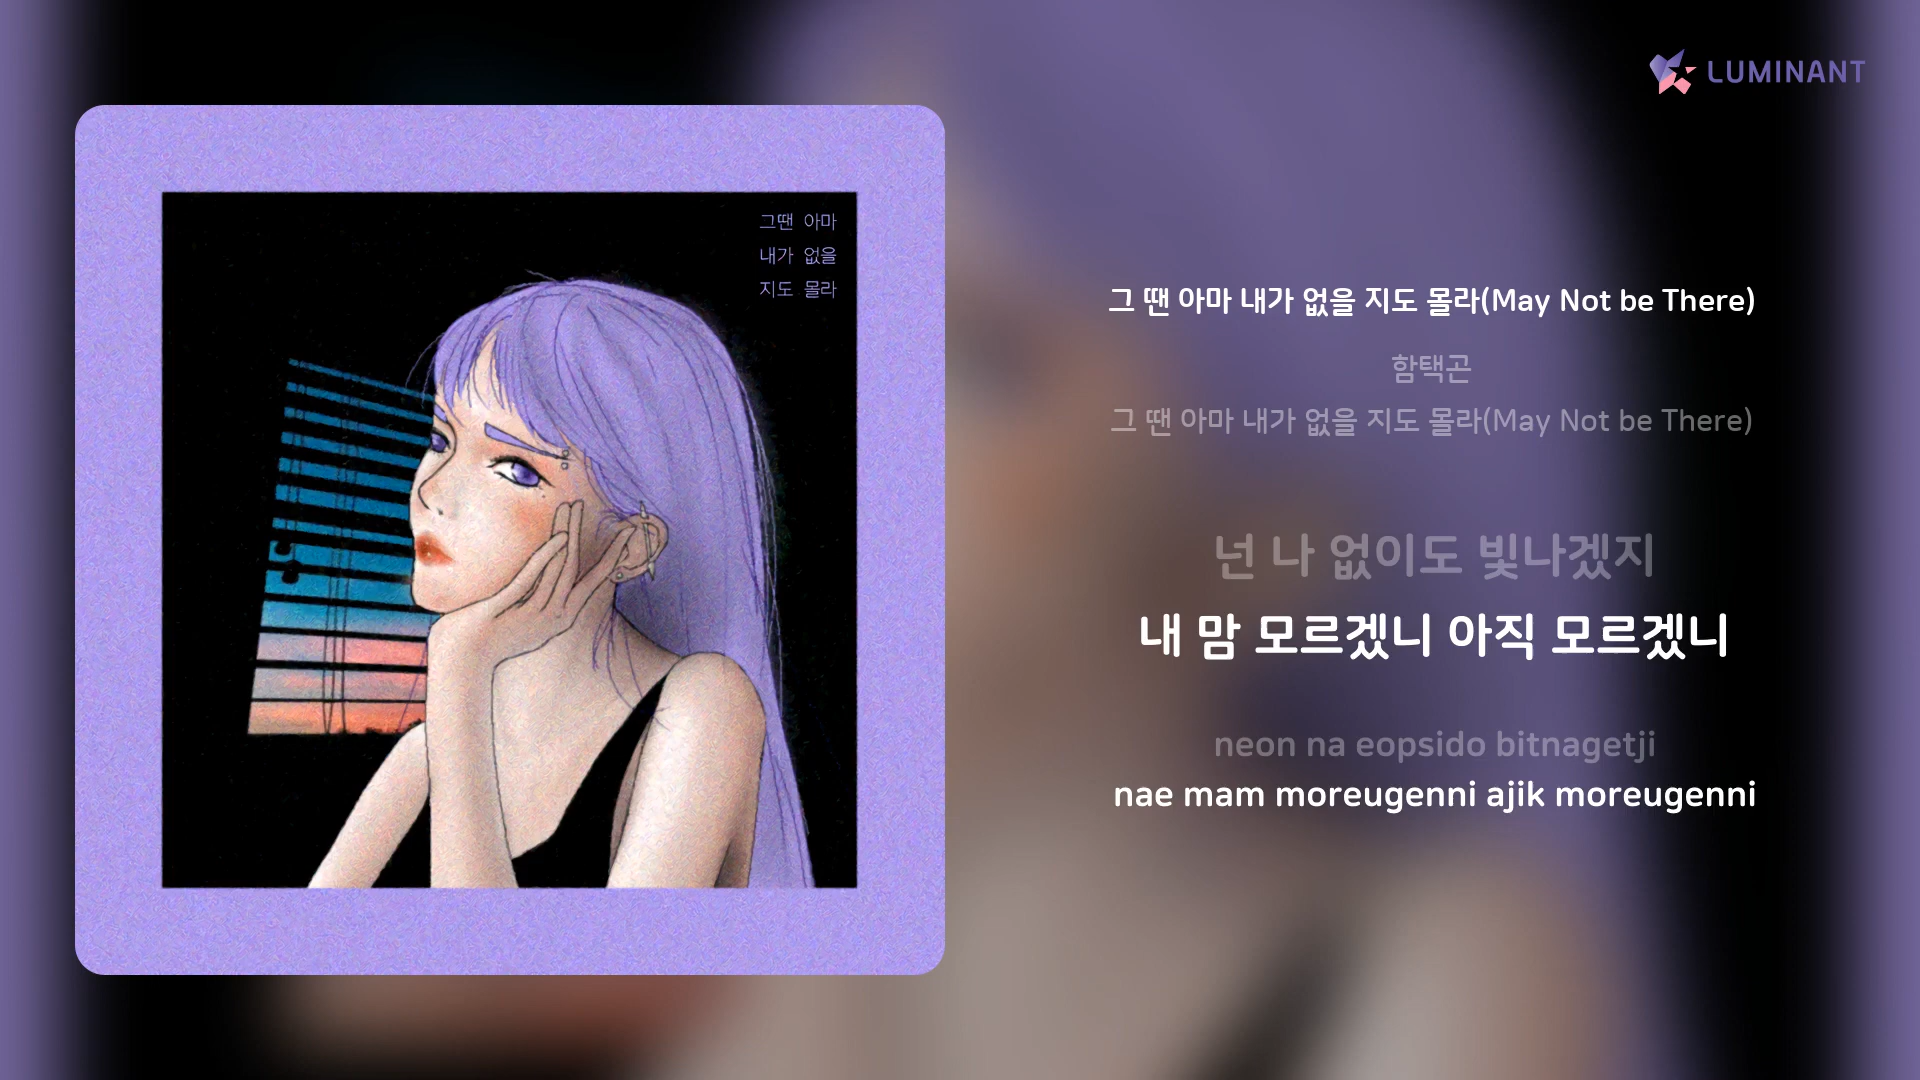 그땐 아마
내가 없을
지도 몰라
LUMINANT
그 땐 아마 내가 없을 지도 몰라(May Not be There)
함택곤
그 땐 아마 내가 없을 지도 몰라(May Not be There)
넌 나 없이도 빛나겠지
내 맘 모르겠니 아직 모르겠니
neon na eopsido bitnagetji
nae mam moreugenni ajik moreugenni